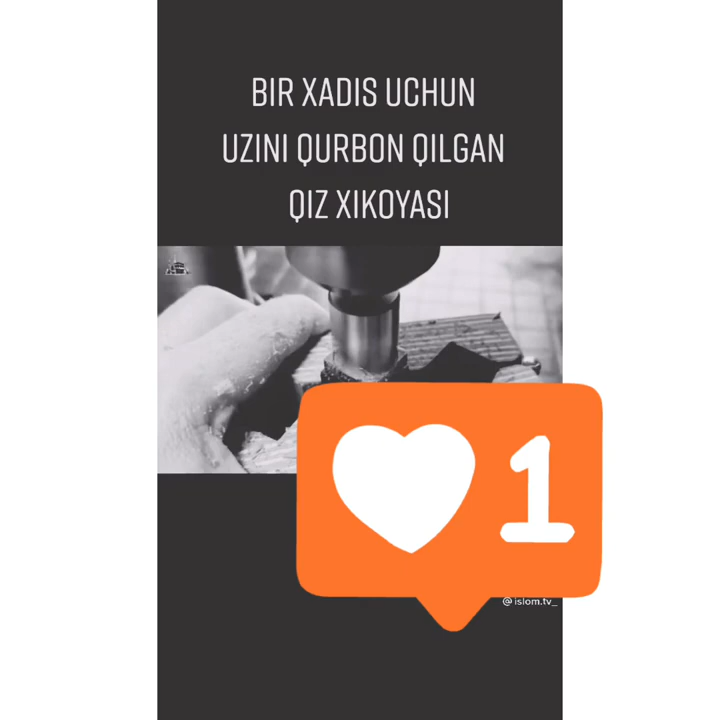 BIR XADIS UCHUN
UZINI QURBON QILGAN
QIZ XIKOYASI
1
@islom.tv_